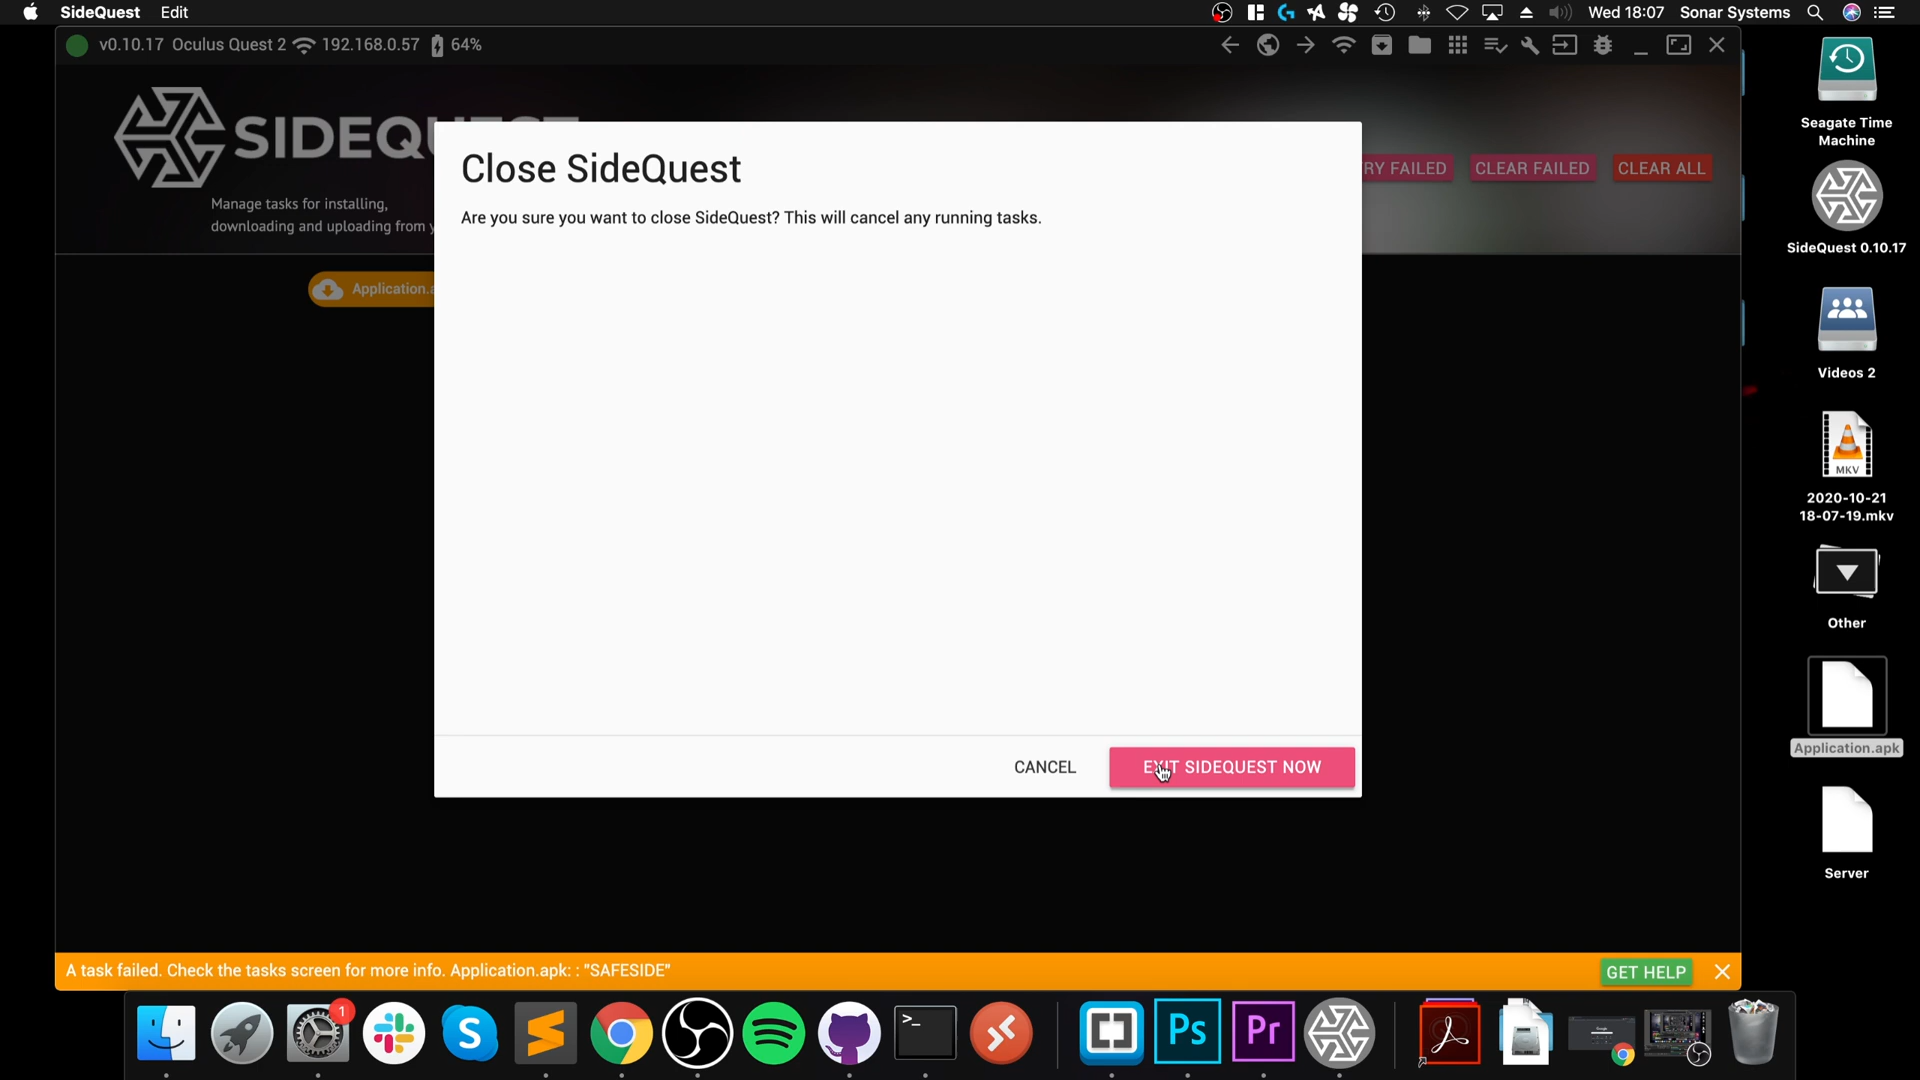 SideQuest Edit
Wed 18:07 Sonar Systems
v0.10.17 Oculus Quest 2 192.168.0.57 64%
SIDEQUEST
Manage tasks for installing,
downloading and uploading from y
RY FAILED
CLEAR FAILED
CLEAR ALL
Application.a
Close SideQuest
Are you sure you want to close SideQuest? This will cancel any running tasks.
CANCEL
EXIT SIDEQUEST NOW
A task failed. Check the tasks screen for more info. Application.apk: : "SAFESIDE"
GET HELP
Seagate Time
Machine
SideQuest 0.10.17
Videos 2
MKV
2020-10-21
18-07-19.mkv
Other
Application.apk
Server
1
S
>_
Ps
Pr